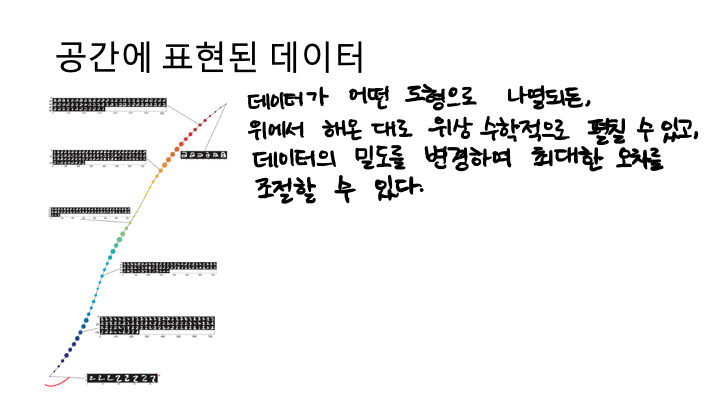 공간에 표현된 데이터
데이터가 어떤 도형으로 나열되든,
위에서 해온 대로 위상 수학적으로 펼칠 수 있고,
데이터의 밀도를 변경하여 최대한 오차를
조절할 수 있다.